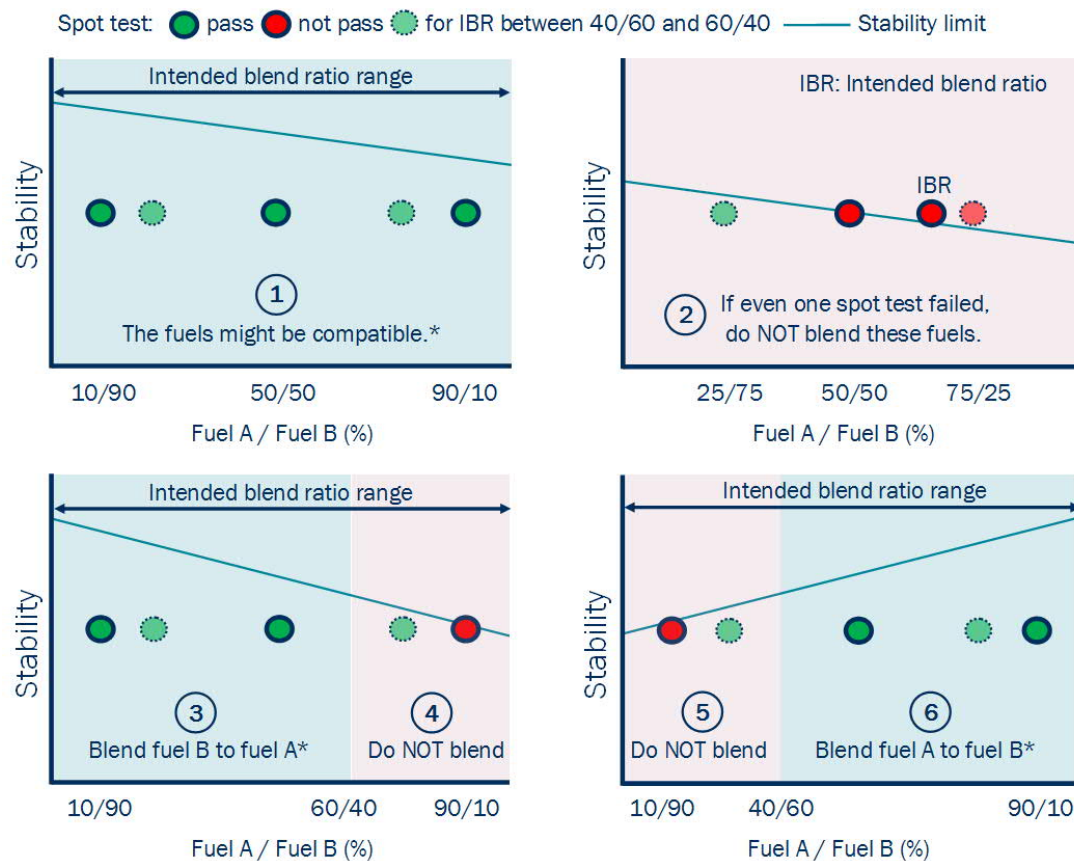 Spot test: pass not pass for IBR between 40/60 and 60/40 Stability limit
Intended blend ratio range
Stability
1
The fuels might be compatible.*
10/90 50/50 90/10
Fuel A / Fuel B (%)
IBR: Intended blend ratio
IBR
Stability
2
If even one spot test failed,
do NOT blend these fuels.
25/75 50/50 75/25
Fuel A / Fuel B (%)
Intended blend ratio range
Stability
3
Blend fuel B to fuel A*
4
Do NOT blend
10/90 60/40 90/10
Fuel A / Fuel B (%)
Intended blend ratio range
Stability
5
Do NOT blend
6
Blend fuel A to fuel B*
10/90 40/60 90/10
Fuel A / Fuel B (%)